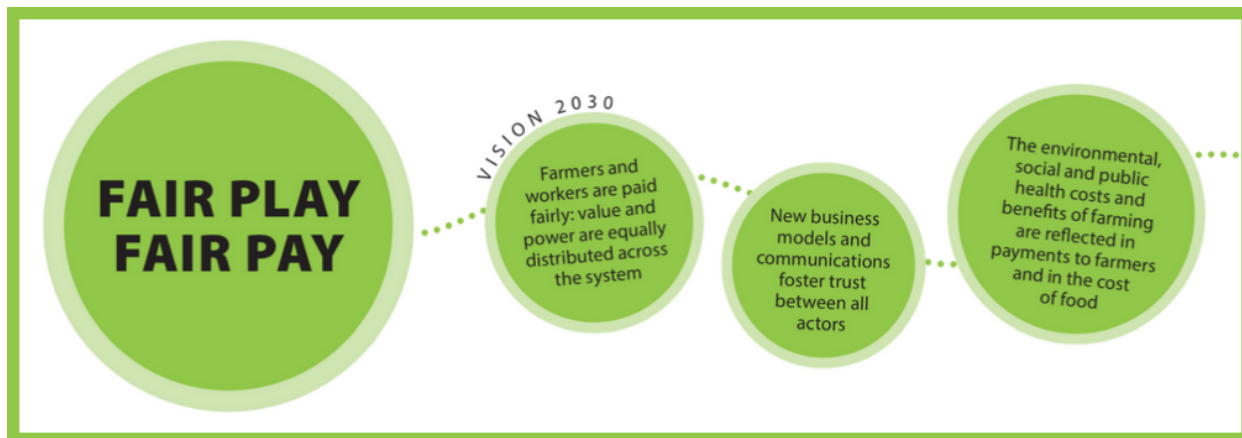 FAIR PLAY
FAIR PAY
VISION 2030
Farmers and
workers are paid
fairly: value and
power are equally
distributed across
the system
New business
models and
communications
foster trust
between all
actors
The environmental,
social and public
health costs and
benefits of farming
are reflected in
payments to farmers
and in the cost
of food